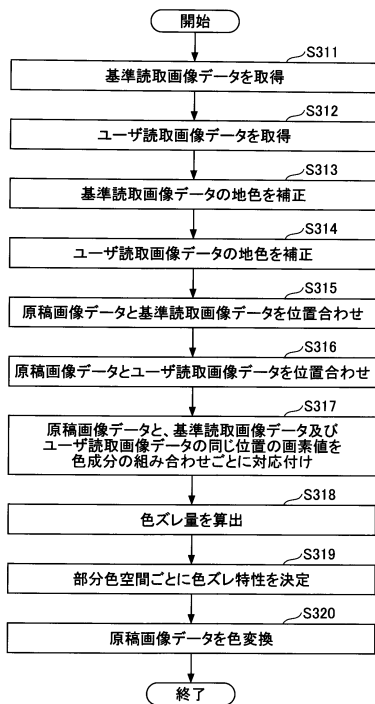 開始
S311
基準読取画像データを取得
S312
ユーザ読取画像データを取得
S313
基準読取画像データの地色を補正
S314
ユーザ読取画像データの地色を補正
S315
原稿画像データと基準読取画像データを位置合わせ
S316
原稿画像データとユーザ読取画像データを位置合わせ
S317
原稿画像データと、基準読取画像データ及び
ユーザ読取画像データの同じ位置の画素値を
色成分の組み合わせごとに対応付け
S318
色ズレ量を算出
S319
部分色空間ごとに色ズレ特性を決定
S320
原稿画像データを色変換
終了